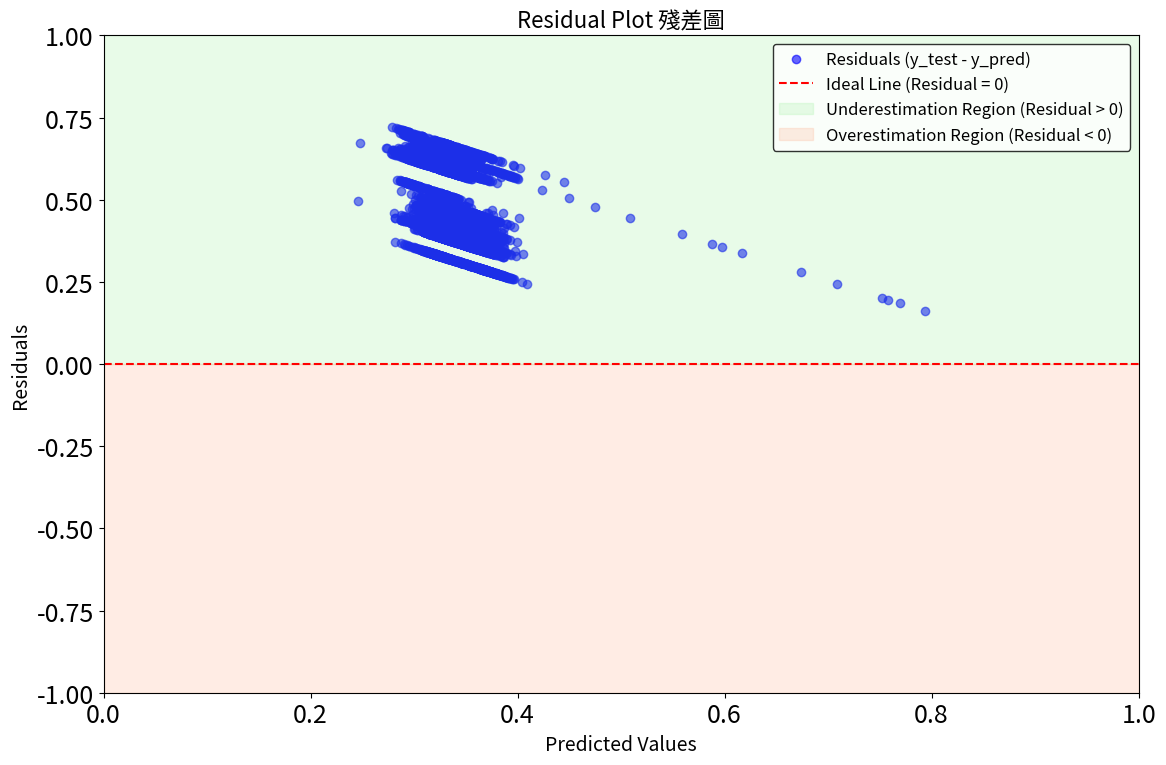 Residual Plot 殘差圖
1.00
0.75
0.50
0.25
0.00
-0.25
-0.50
-0.75
-1.00
Residuals
Residuals (y_test - y_pred)
Ideal Line (Residual = 0)
Underestimation Region (Residual > 0)
Overestimation Region (Residual < 0)
0.0 0.2 0.4 0.6 0.8 1.0
Predicted Values